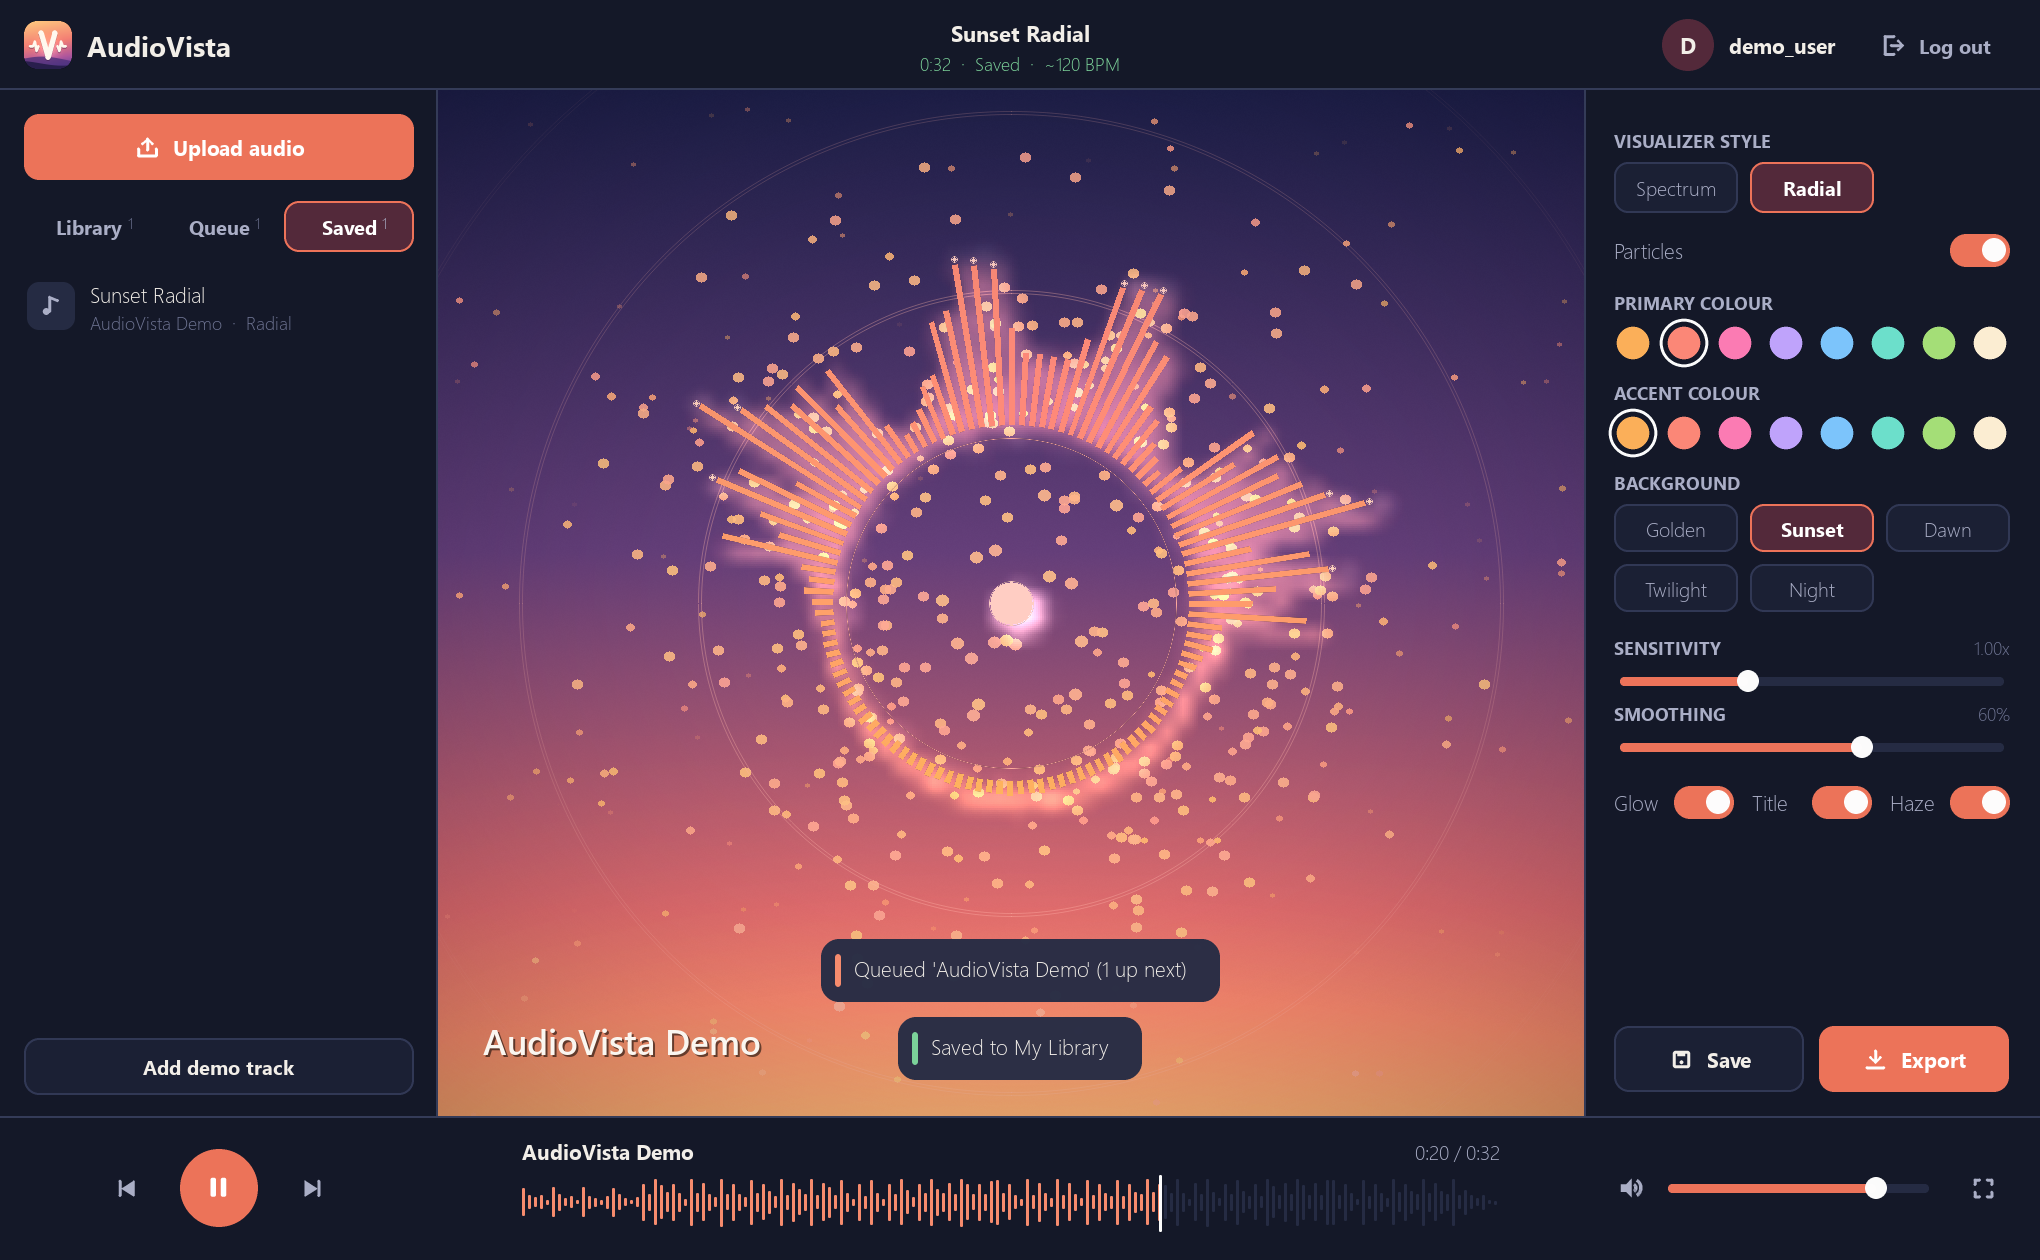 AudioVista
Sunset Radial
0:32 · Saved · ~120 BPM
D
demo_user
Log out
Upload audio
Library 1
Queue 1
Saved 1
Sunset Radial
AudioVista Demo · Radial
Add demo track
Queued 'AudioVista Demo' (1 up next)
AudioVista Demo
Saved to My Library
VISUALIZER STYLE
Spectrum
Radial
Particles
PRIMARY COLOUR
ACCENT COLOUR
BACKGROUND
Golden
Sunset
Dawn
Twilight
Night
SENSITIVITY
1.00x
SMOOTHING
60%
Glow
Title
Haze
Save
Export
AudioVista Demo
0:20 / 0:32